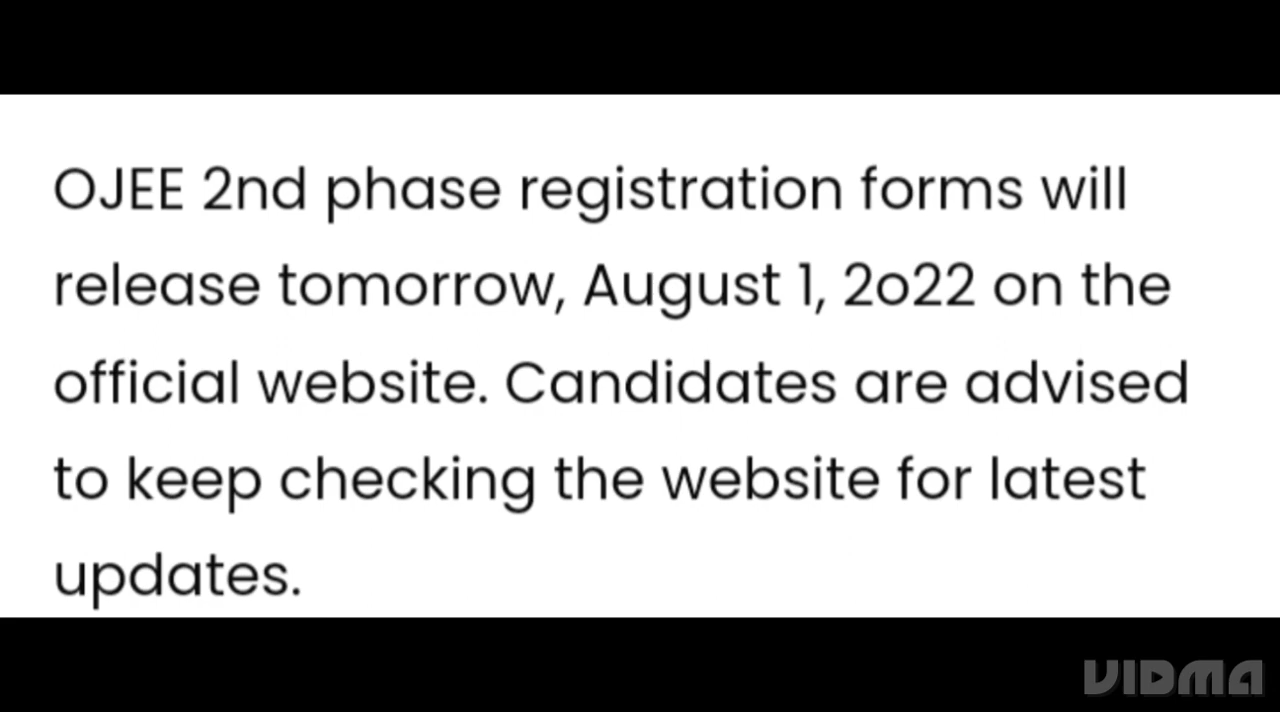 OJEE 2nd phase registration forms will
release tomorrow, August 1, 2o22 on the
official website. Candidates are advised
to keep checking the website for latest
updates.
VIDMA